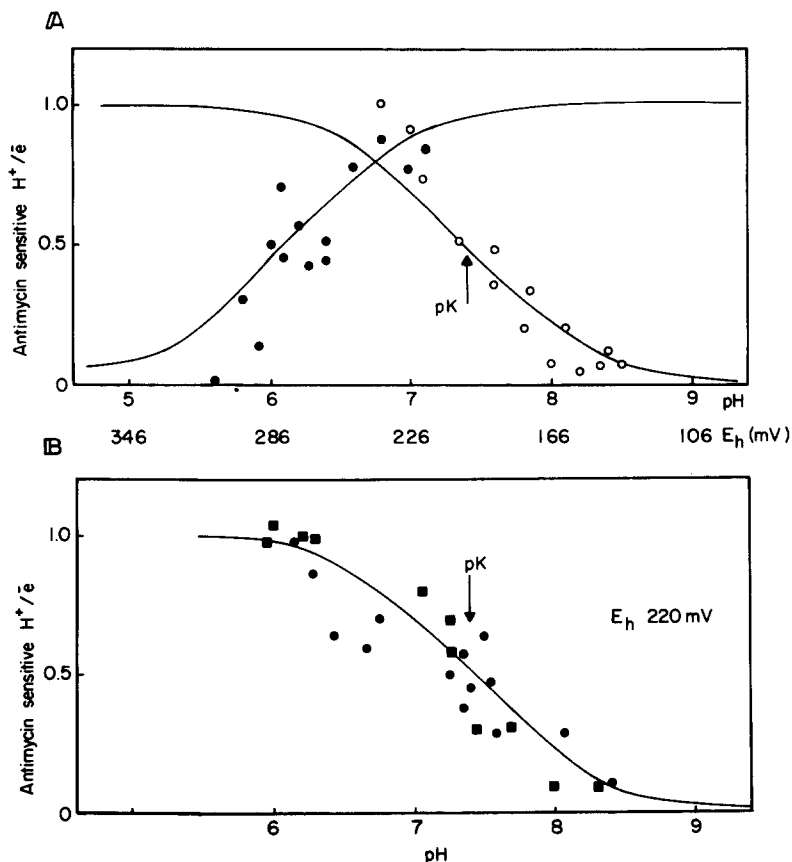 A
Antimycin sensitive H⁺/ē
1.0
0.5
0
pK
5 6 7 8 9
pH
346 286 226 166 106 Eh (mV)
B
Antimycin sensitive H⁺/ē
1.0
0.5
0
pK
Eh 220 mV
6 7 8 9
pH